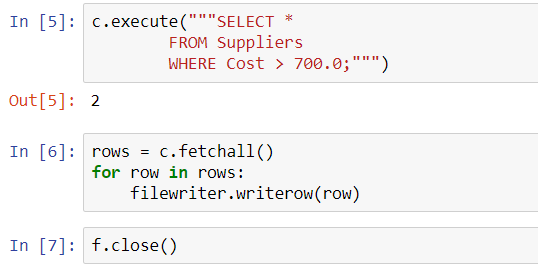 In [5]: c.execute("""SELECT *
FROM Suppliers
WHERE Cost > 700.0;""")
Out[5]: 2
In [6]: rows = c.fetchall()
for row in rows:
filewriter.writerow(row)
In [7]: f.close()